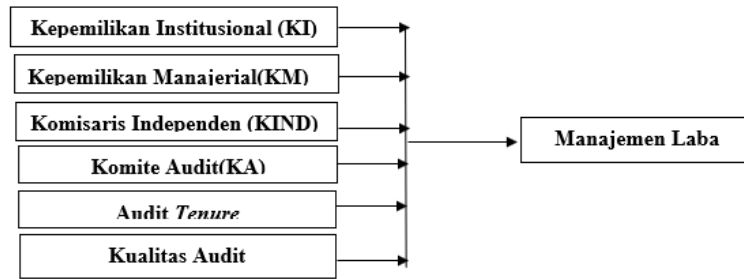 Kepemilikan Institusional (KI)
Kepemilikan Manajerial(KM)
Komisaris Independen (KIND)
Komite Audit(KA)
Audit Tenure
Kualitas Audit
Manajemen Laba